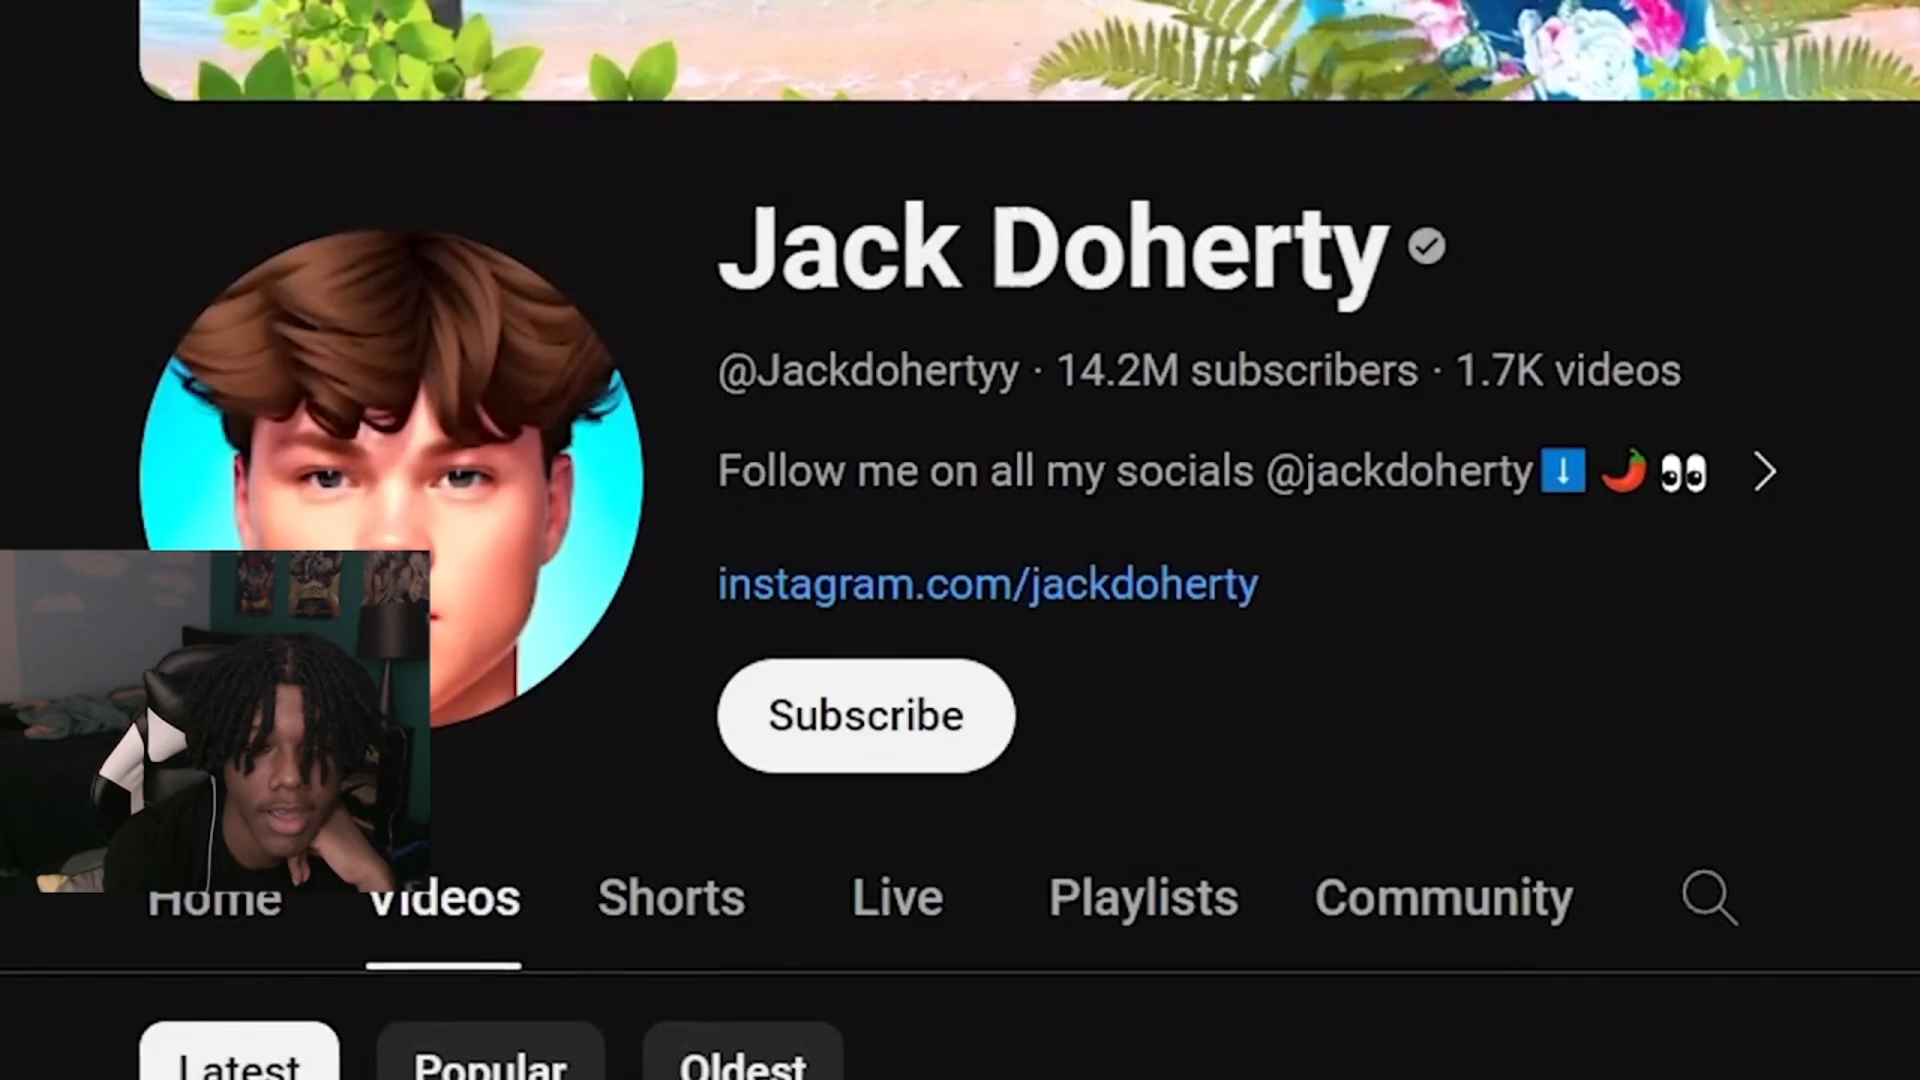 Jack Doherty
@Jackdohertyy · 14.2M subscribers · 1.7K videos
Follow me on all my socials @jackdoherty⬇️ 🌶️ 👀
instagram.com/jackdoherty
Subscribe
Home Videos Shorts Live Playlists Community
Latest Popular Oldest